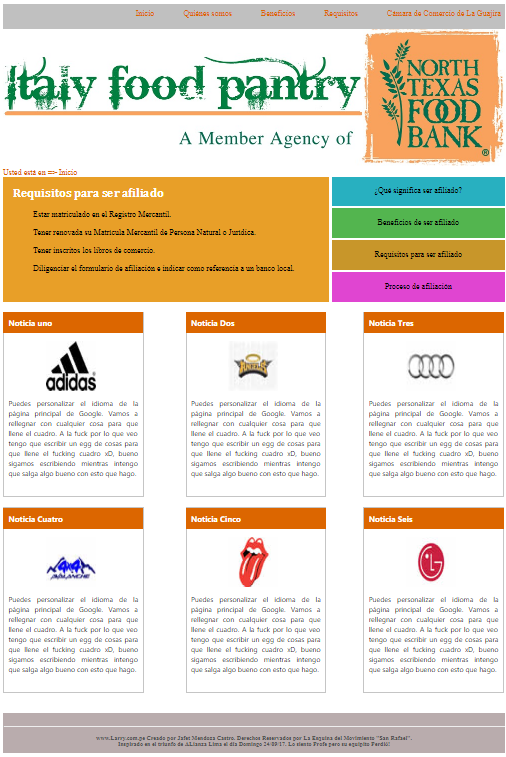 Inicio Quiénes somos Beneficios Requisitos Cámara de Comercio de La Guajira
Italy food pantry
A Member Agency of
NORTH
TEXAS
FOOD
BANK
®
Usted está en =- Inicio
Requisitos para ser afiliado
Estar matriculado en el Registro Mercantil.
Tener renovada su Matrícula Mercantil de Persona Natural o Jurídica.
Tener inscritos los libros de comercio.
Diligenciar el formulario de afiliación e indicar como referencia a un banco local.
¿Qué significa ser afiliado?
Beneficios de ser afiliado
Requisitos para ser afiliado
Proceso de afiliación
Noticia uno
adidas
Puedes personalizar el idioma de la
página principal de Google. Vamos a
rellegnar con cualquier cosa para que
llene el cuadro. A la fuck por lo que veo
tengo que escribir un egg de cosas para
que llene el fucking cuadro xD, bueno
sigamos escribiendo mientras intengo
que salga algo bueno con esto que hago.
Noticia Dos
ANGELS
Puedes personalizar el idioma de la
página principal de Google. Vamos a
rellegnar con cualquier cosa para que
llene el cuadro. A la fuck por lo que veo
tengo que escribir un egg de cosas para
que llene el fucking cuadro xD, bueno
sigamos escribiendo mientras intengo
que salga algo bueno con esto que hago.
Noticia Tres
Puedes personalizar el idioma de la
página principal de Google. Vamos a
rellegnar con cualquier cosa para que
llene el cuadro. A la fuck por lo que veo
tengo que escribir un egg de cosas para
que llene el fucking cuadro xD, bueno
sigamos escribiendo mientras intengo
que salga algo bueno con esto que hago.
Noticia Cuatro
4x4
AVALANCHE
Puedes personalizar el idioma de la
página principal de Google. Vamos a
rellegnar con cualquier cosa para que
llene el cuadro. A la fuck por lo que veo
tengo que escribir un egg de cosas para
que llene el fucking cuadro xD, bueno
sigamos escribiendo mientras intengo
que salga algo bueno con esto que hago.
Noticia Cinco
Puedes personalizar el idioma de la
página principal de Google. Vamos a
rellegnar con cualquier cosa para que
llene el cuadro. A la fuck por lo que veo
tengo que escribir un egg de cosas para
que llene el fucking cuadro xD, bueno
sigamos escribiendo mientras intengo
que salga algo bueno con esto que hago.
Noticia Seis
LG
Puedes personalizar el idioma de la
página principal de Google. Vamos a
rellegnar con cualquier cosa para que
llene el cuadro. A la fuck por lo que veo
tengo que escribir un egg de cosas para
que llene el fucking cuadro xD, bueno
sigamos escribiendo mientras intengo
que salga algo bueno con esto que hago.
www.Larry.com.pe Creado por Jafet Mendoza Castro. Derechos Reservados por La Esquina del Movimiento "San Rafael".
Inspirado en el triunfo de ALianza Lima el día Domingo 24/09/17. Lo siento Profe pero su equipito Perdió!